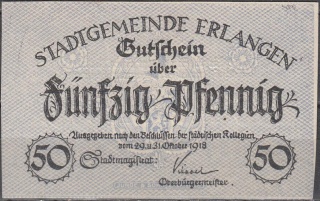 STADTGEMEINDE ERLANGEN
Gutschein
über
Fünfzig Pfennig
Ausgegeben nach den Beschlüssen der städtischen Kollegien
vom 29. u. 31. Oktober 1918
50 Stadtmagistrat: 50
Oberbürgermeister.